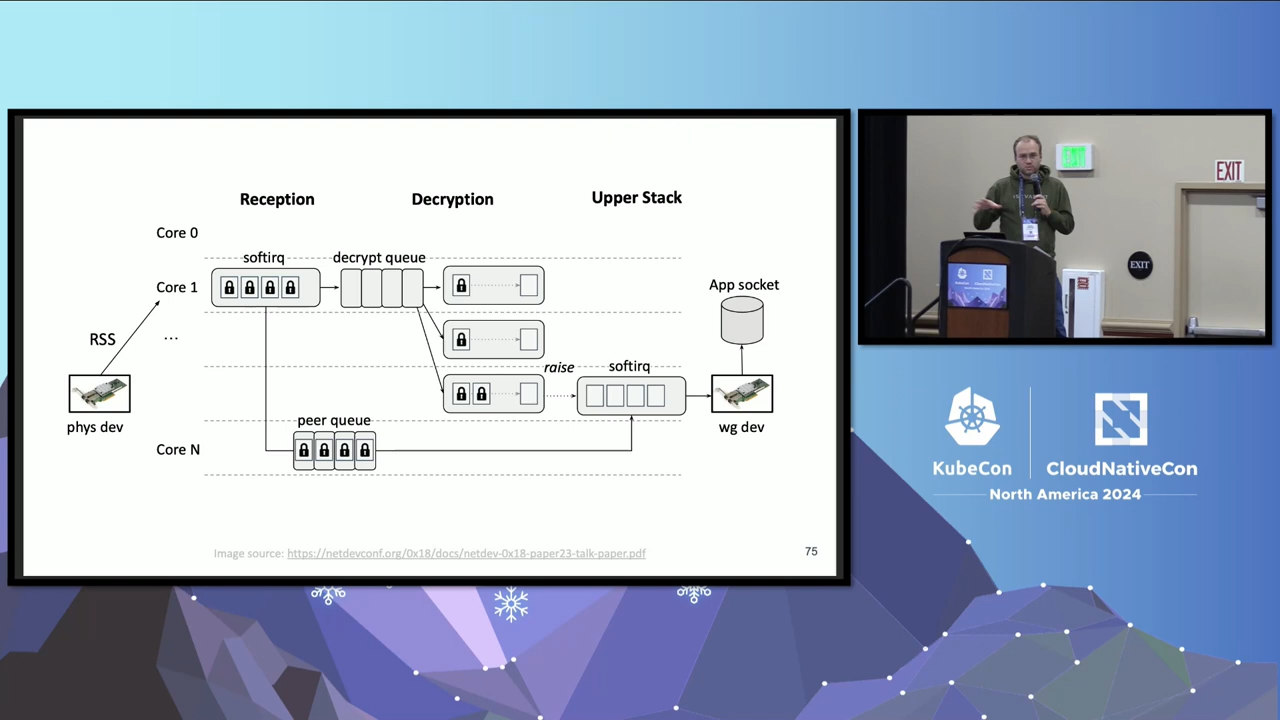 Reception
Decryption
Upper Stack
Core 0
softirq
decrypt queue
Core 1
App socket
RSS
...
raise
softirq
phys dev
peer queue
wg dev
Core N
Image source: https://netdevconf.org/0x18/docs/netdev-0x18-paper23-talk-paper.pdf
75
EXIT
EXIT
EXIT
KubeCon
CloudNativeCon
North America 2024